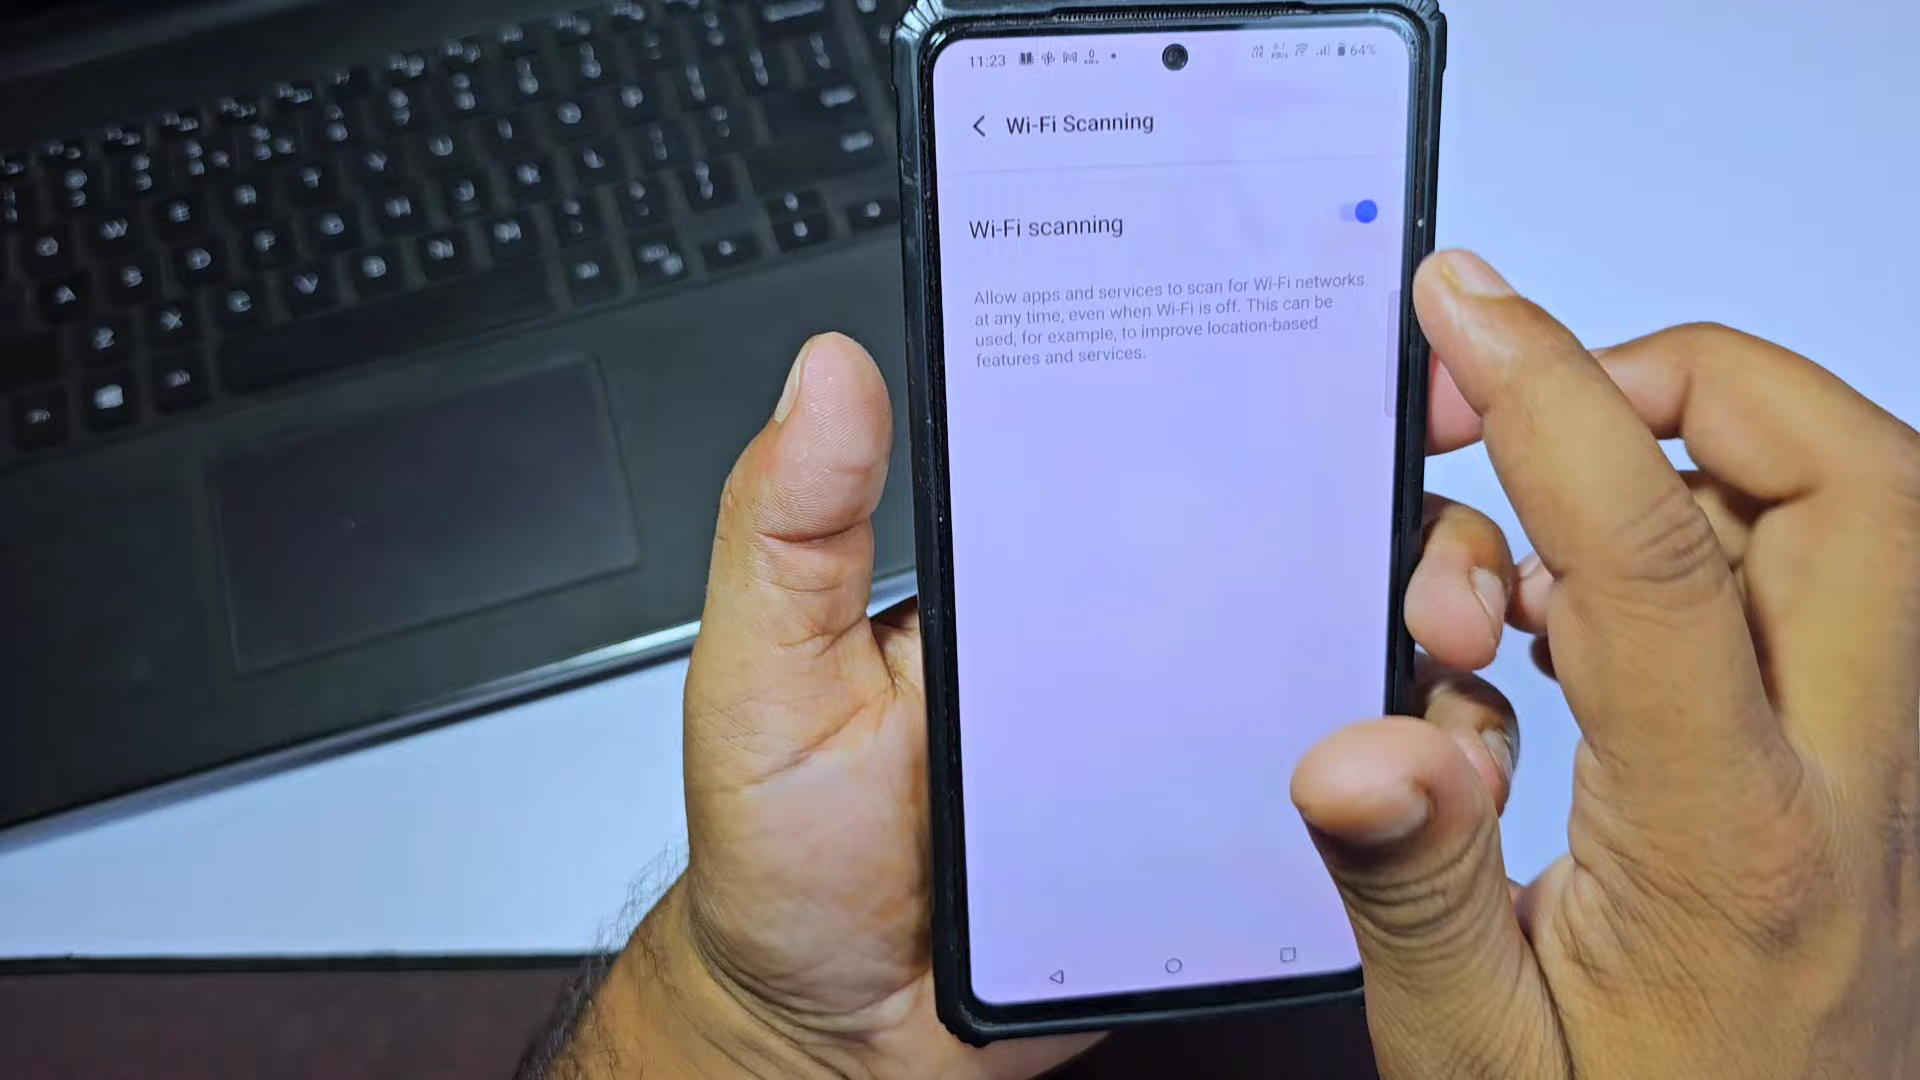 11:23
64%
Wi-Fi Scanning
Wi-Fi scanning
Allow apps and services to scan for Wi-Fi networks
at any time, even when Wi-Fi is off. This can be
used, for example, to improve location-based
features and services.